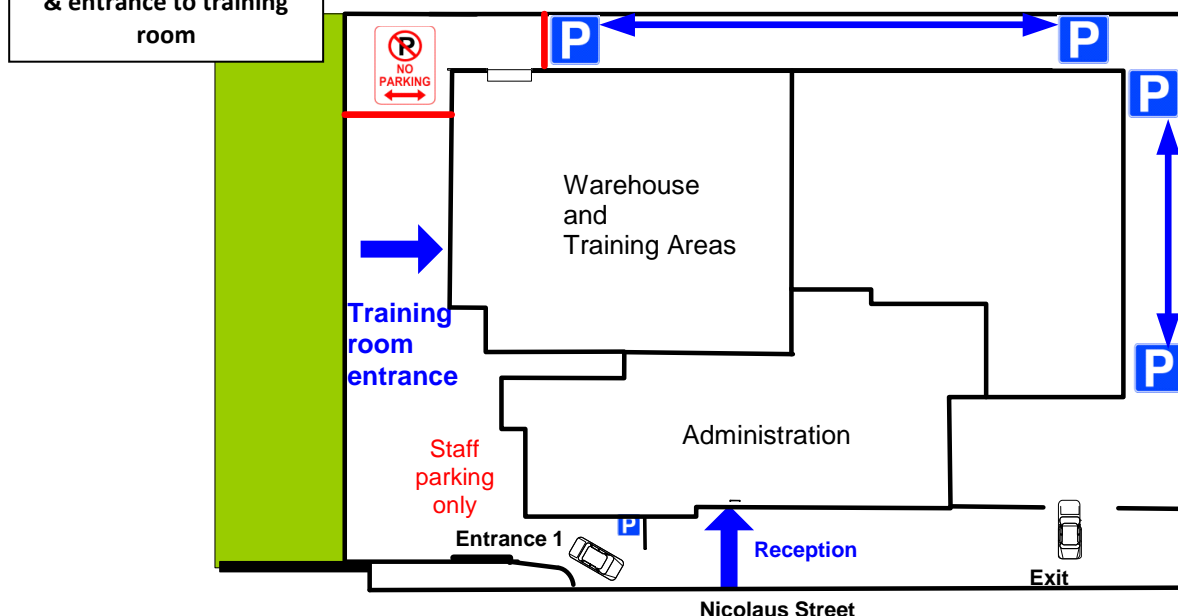 & entrance to training
room
P
P
P
NO
PARKING
P
Warehouse
and
Training Areas
Training
room
entrance
P
Administration
Staff
parking
only
P
Entrance 1
Reception
Exit
Nicolaus Street